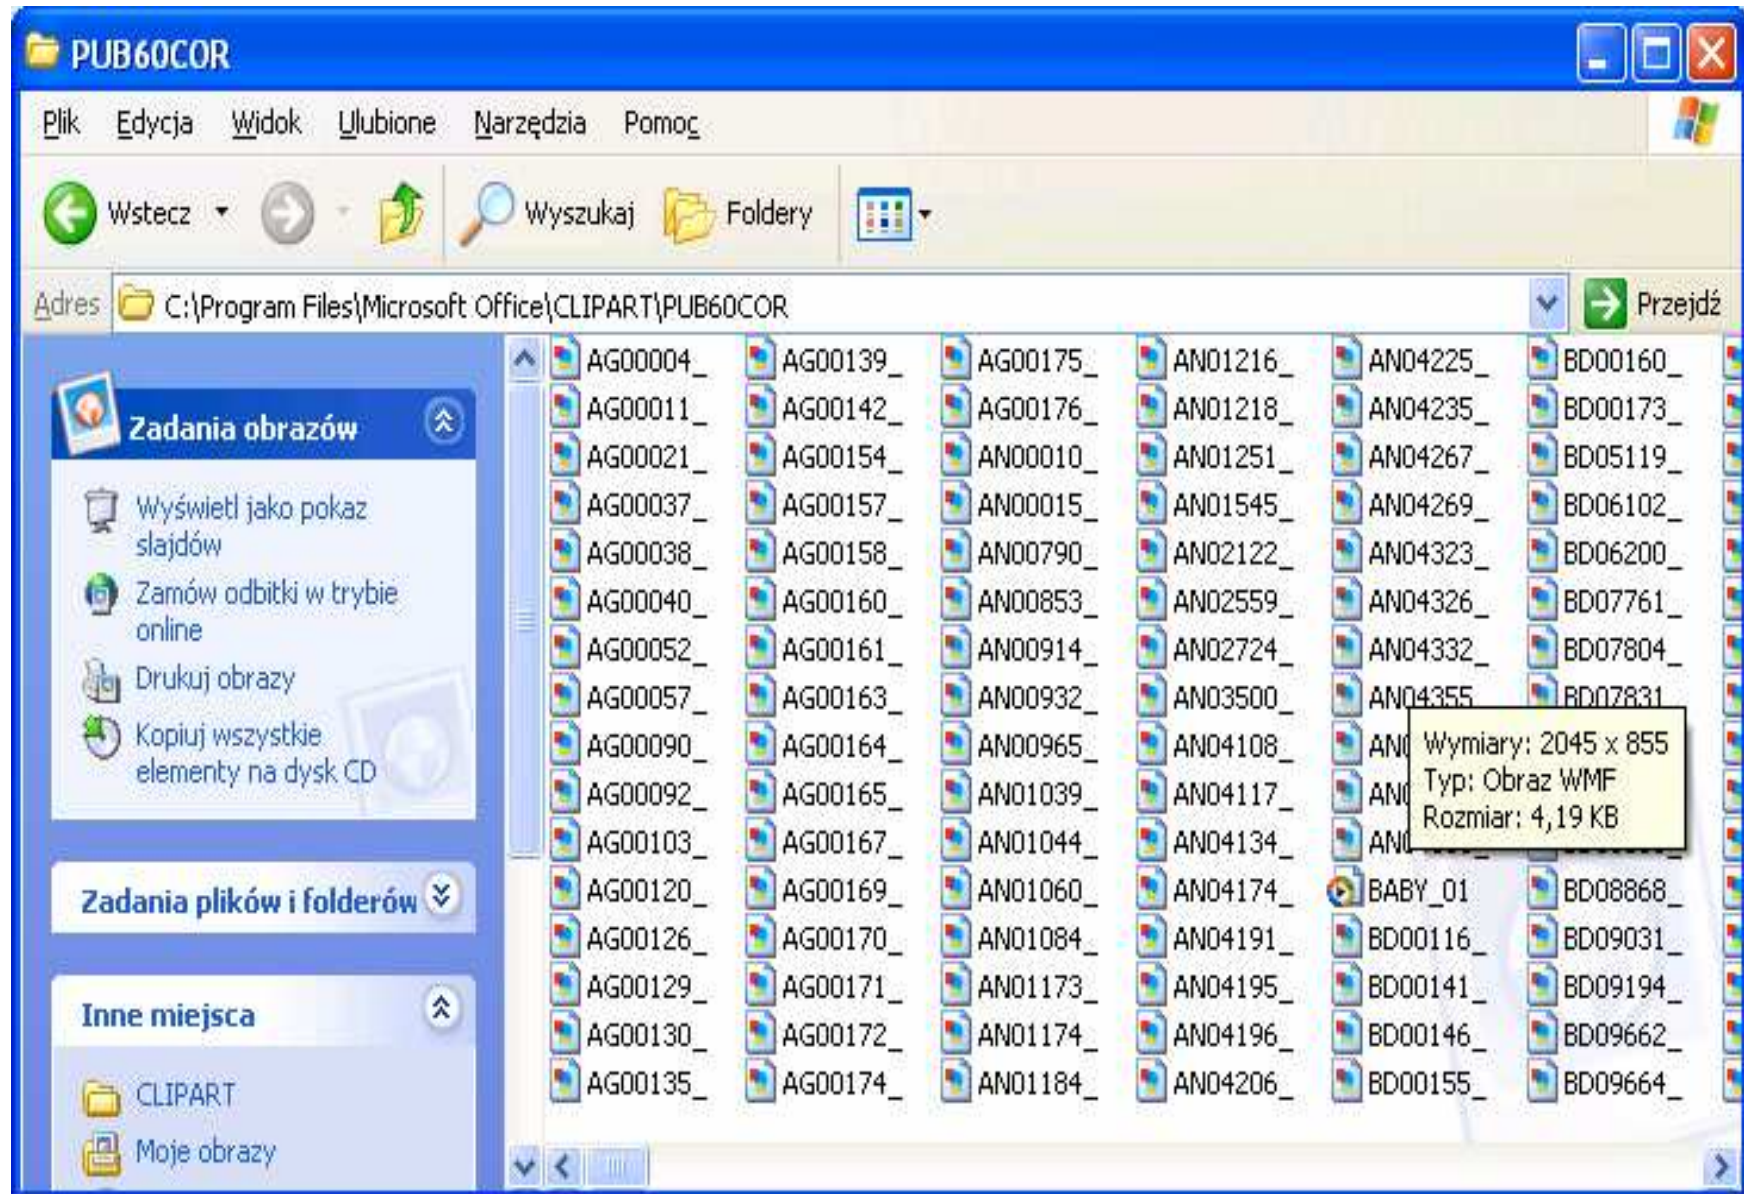 PUB60COR
Plik Edycja Widok Ulubione Narzędzia Pomoc
Wstecz Wyszukaj Foldery
Adres C:\Program Files\Microsoft Office\CLIPART\PUB60COR Przejdź
Zadania obrazów
Wyświetl jako pokaz
slajdów
Zamów odbitki w trybie
online
Drukuj obrazy
Kopiuj wszystkie
elementy na dysk CD
Zadania plików i folderów
Inne miejsca
CLIPART
Moje obrazy
AG00004_ AG00139_ AG00175_ AN01216_ AN04225_ BD00160_
AG00011_ AG00142_ AG00176_ AN01218_ AN04235_ BD00173_
AG00021_ AG00154_ AN00010_ AN01251_ AN04267_ BD05119_
AG00037_ AG00157_ AN00015_ AN01545_ AN04269_ BD06102_
AG00038_ AG00158_ AN00790_ AN02122_ AN04323_ BD06200_
AG00040_ AG00160_ AN00853_ AN02559_ AN04326_ BD07761_
AG00052_ AG00161_ AN00914_ AN02724_ AN04332_ BD07804_
AG00057_ AG00163_ AN00932_ AN03500_ AN04355_ BD07831_
AG00090_ AG00164_ AN00965_ AN04108_
AG00092_ AG00165_ AN01039_ AN04117_
AG00103_ AG00167_ AN01044_ AN04134_
AG00120_ AG00169_ AN01060_ AN04174_ BABY_01 BD08868_
AG00126_ AG00170_ AN01084_ AN04191_ BD00116_ BD09031_
AG00129_ AG00171_ AN01173_ AN04195_ BD00141_ BD09194_
AG00130_ AG00172_ AN01174_ AN04196_ BD00146_ BD09662_
AG00135_ AG00174_ AN01184_ AN04206_ BD00155_ BD09664_
Wymiary: 2045 x 855
Typ: Obraz WMF
Rozmiar: 4,19 KB